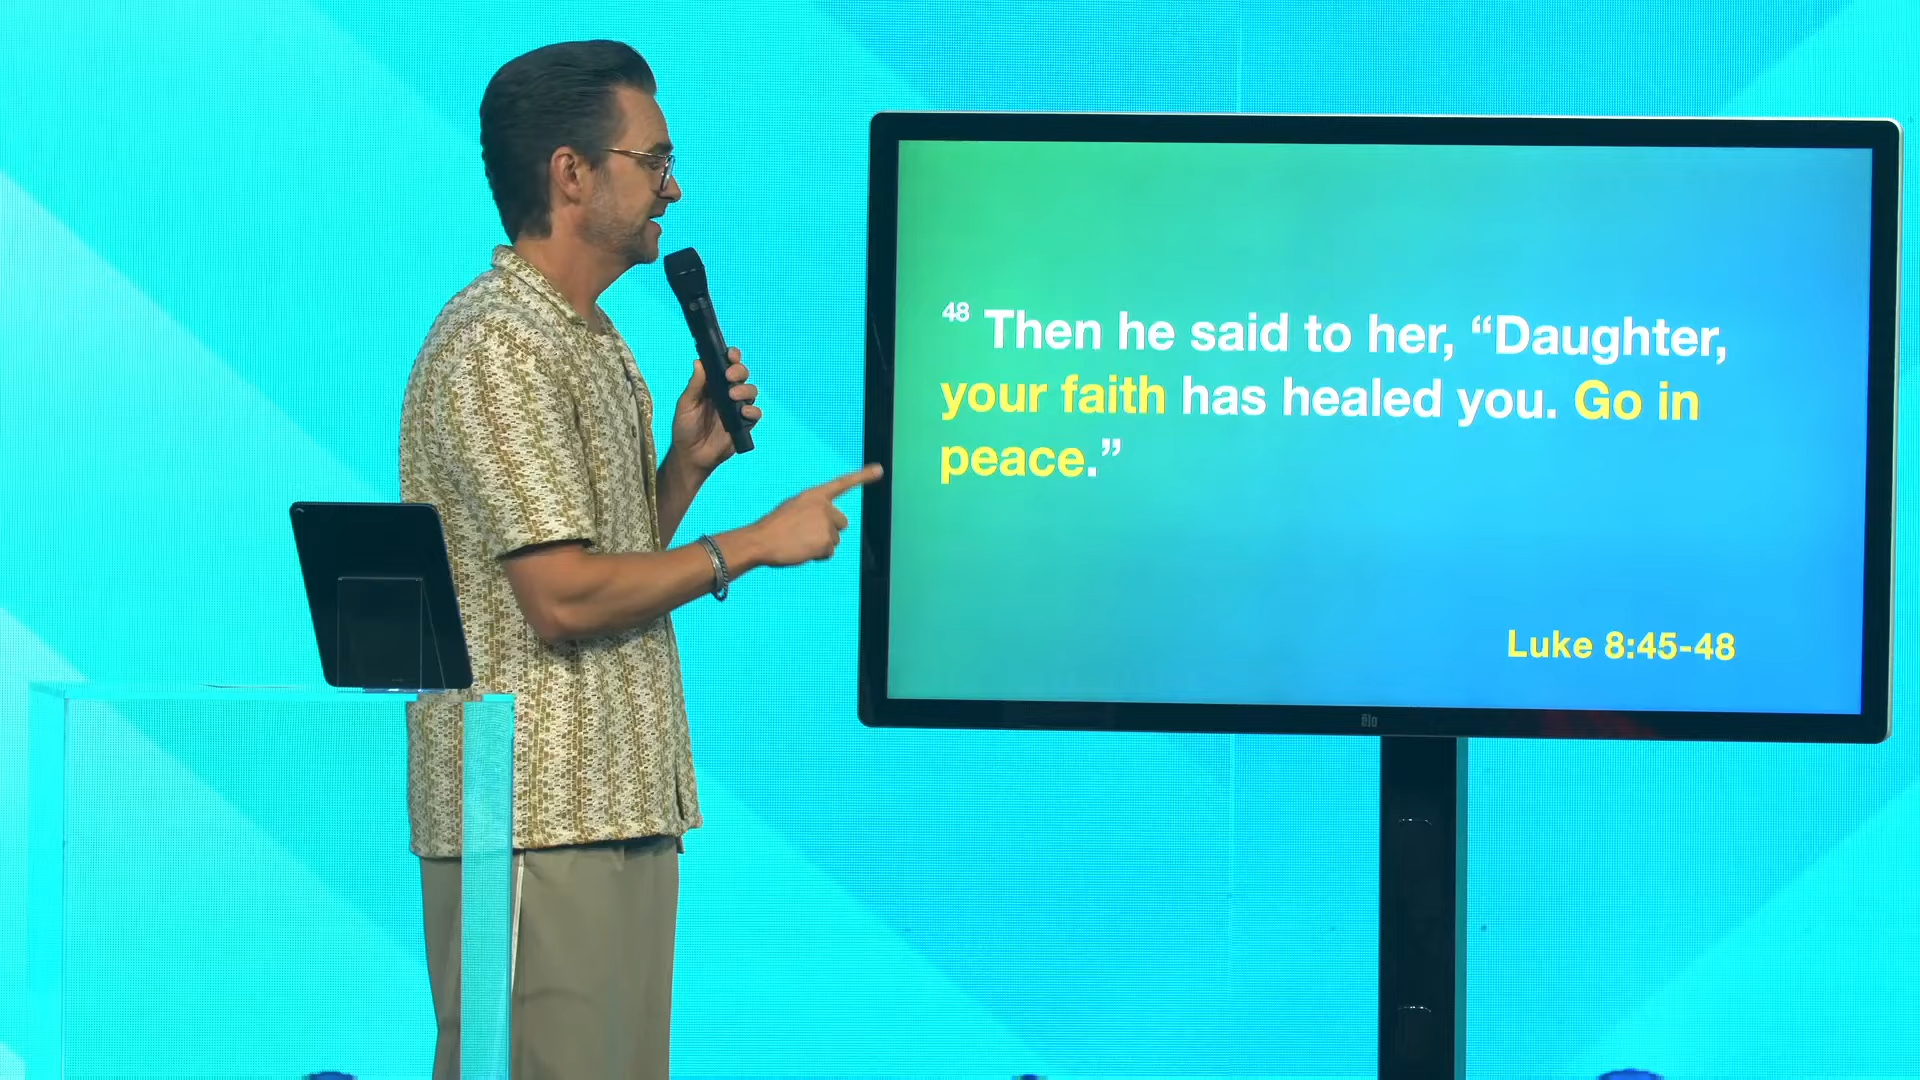 48 Then he said to her, “Daughter,
your faith has healed you. Go in
peace.”
Luke 8:45-48
elo